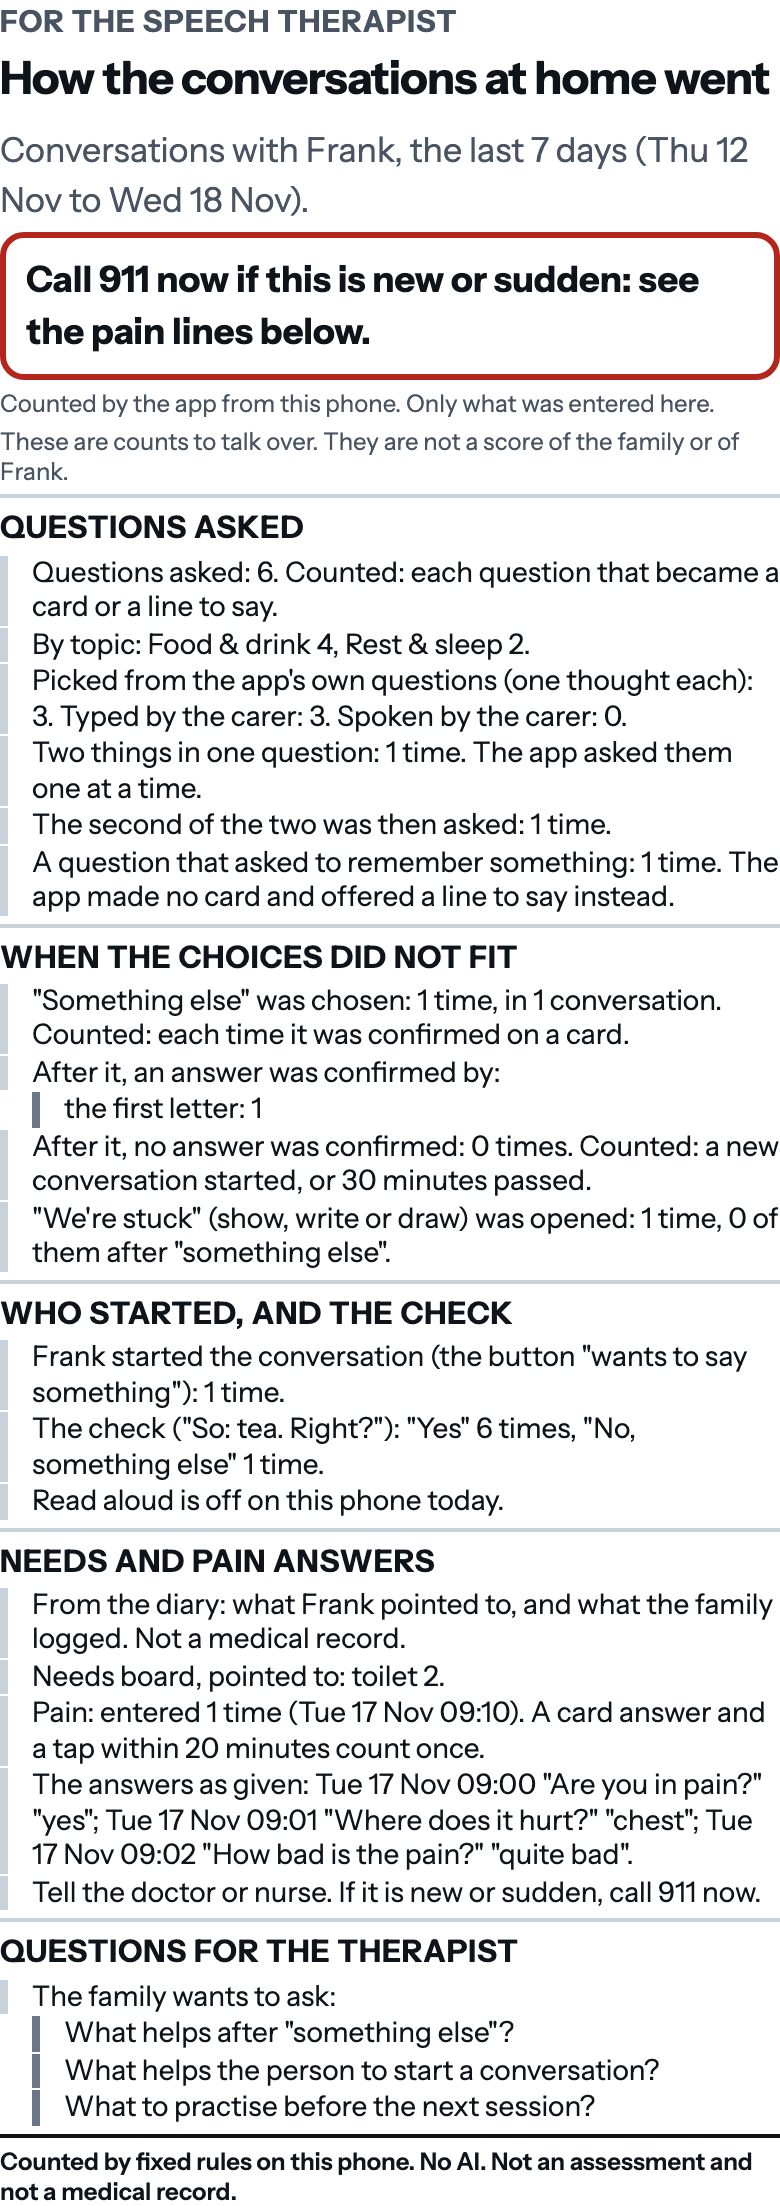 FOR THE SPEECH THERAPIST
How the conversations at home went
Conversations with Frank, the last 7 days (Thu 12
Nov to Wed 18 Nov).
Call 911 now if this is new or sudden: see
the pain lines below.
Counted by the app from this phone. Only what was entered here.
These are counts to talk over. They are not a score of the family or of
Frank.
QUESTIONS ASKED
Questions asked: 6. Counted: each question that became a
card or a line to say.
By topic: Food & drink 4, Rest & sleep 2.
Picked from the app's own questions (one thought each):
3. Typed by the carer: 3. Spoken by the carer: 0.
Two things in one question: 1 time. The app asked them
one at a time.
The second of the two was then asked: 1 time.
A question that asked to remember something: 1 time. The
app made no card and offered a line to say instead.
WHEN THE CHOICES DID NOT FIT
"Something else" was chosen: 1 time, in 1 conversation.
Counted: each time it was confirmed on a card.
After it, an answer was confirmed by:
the first letter: 1
After it, no answer was confirmed: 0 times. Counted: a new
conversation started, or 30 minutes passed.
"We're stuck" (show, write or draw) was opened: 1 time, 0 of
them after "something else".
WHO STARTED, AND THE CHECK
Frank started the conversation (the button "wants to say
something"): 1 time.
The check ("So: tea. Right?"): "Yes" 6 times, "No,
something else" 1 time.
Read aloud is off on this phone today.
NEEDS AND PAIN ANSWERS
From the diary: what Frank pointed to, and what the family
logged. Not a medical record.
Needs board, pointed to: toilet 2.
Pain: entered 1 time (Tue 17 Nov 09:10). A card answer and
a tap within 20 minutes count once.
The answers as given: Tue 17 Nov 09:00 "Are you in pain?"
"yes"; Tue 17 Nov 09:01 "Where does it hurt?" "chest"; Tue
17 Nov 09:02 "How bad is the pain?" "quite bad".
Tell the doctor or nurse. If it is new or sudden, call 911 now.
QUESTIONS FOR THE THERAPIST
The family wants to ask:
What helps after "something else"?
What helps the person to start a conversation?
What to practise before the next session?
Counted by fixed rules on this phone. No AI. Not an assessment and
not a medical record.